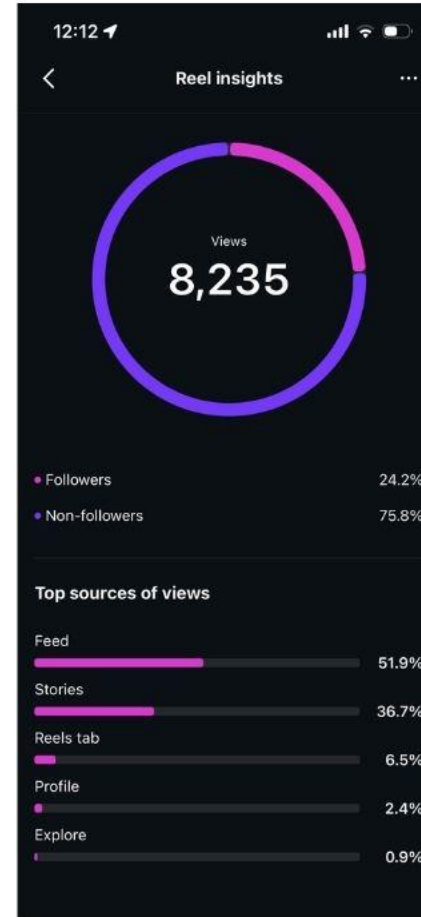 12:12
Reel insights
Views
8,235
Followers 24.2%
Non-followers 75.8%
Top sources of views
Feed
51.9%
Stories
36.7%
Reels tab
6.5%
Profile
2.4%
Explore
0.9%